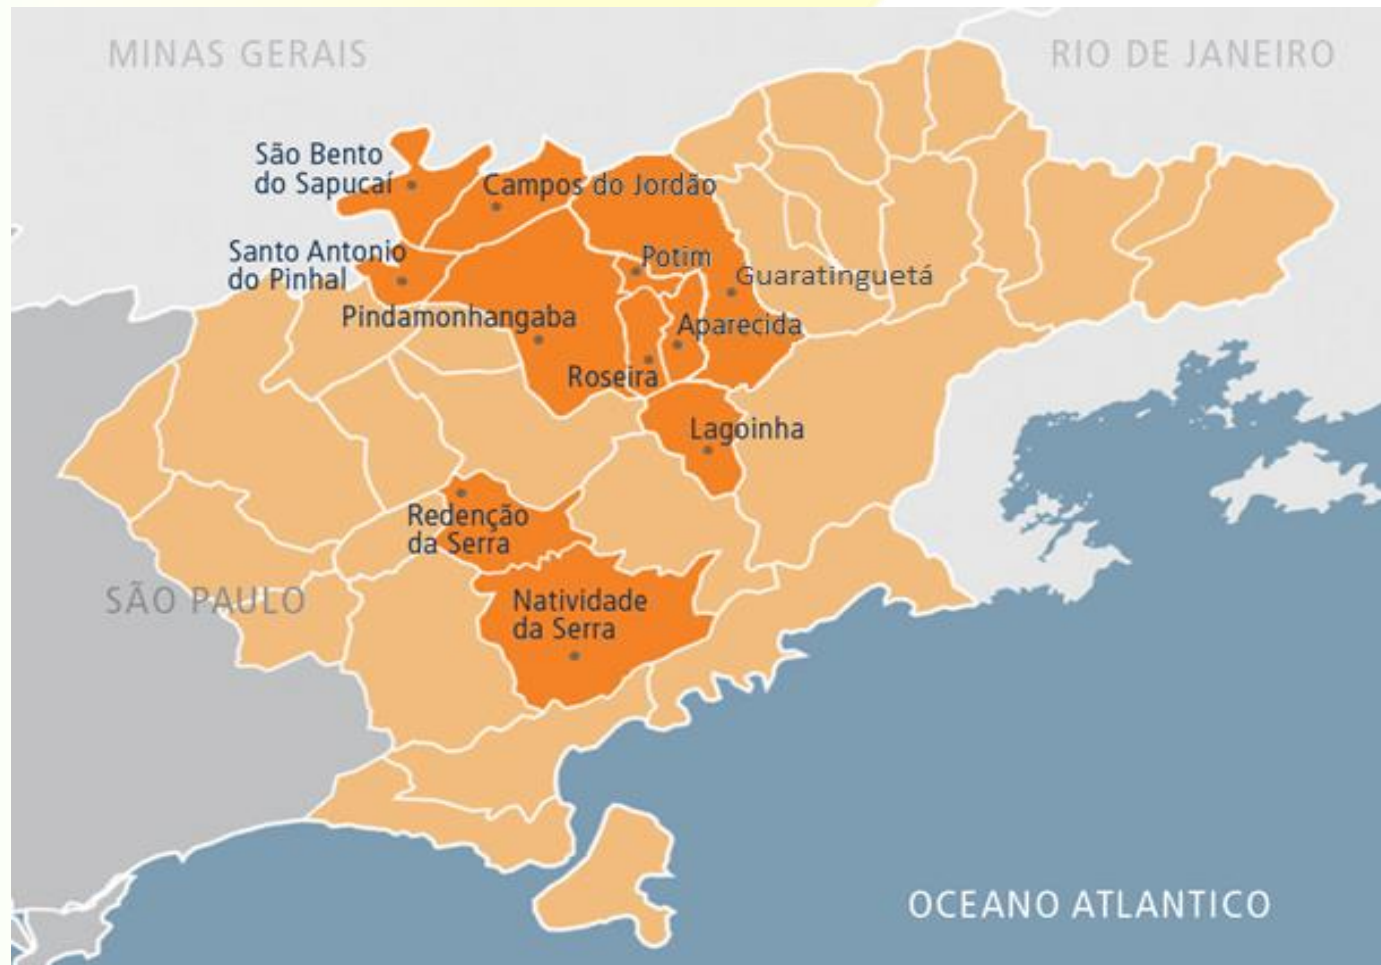 MINAS GERAIS
RIO DE JANEIRO
São Bento
do Sapucaí
Campos do Jordão
Santo Antonio
do Pinhal
Potim
Guaratinguetá
Pindamonhangaba
Aparecida
Roseira
Lagoinha
Redenção
da Serra
SÃO PAULO
Natividade
da Serra
OCEANO ATLANTICO